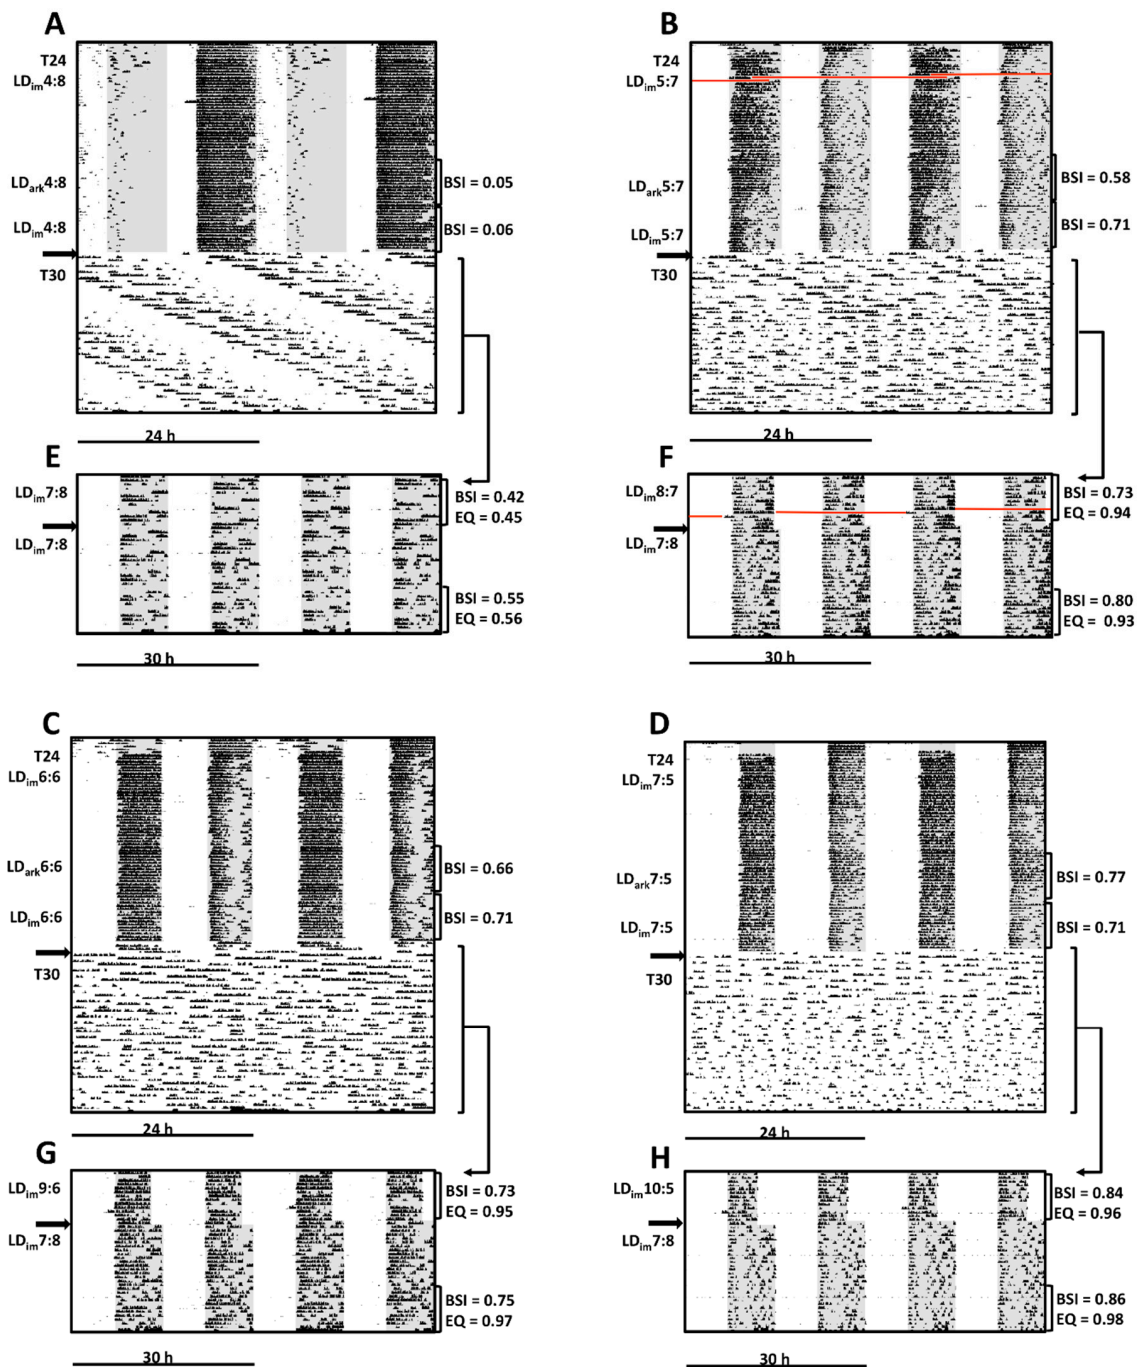 A
T24
LDim4:8
LDark4:8
BSI = 0.05
LDim4:8
BSI = 0.06
T30
24 h
B
T24
LDim5:7
LDark5:7
BSI = 0.58
LDim5:7
BSI = 0.71
T30
24 h
E
LDim7:8
BSI = 0.42
EQ = 0.45
LDim7:8
BSI = 0.55
EQ = 0.56
30 h
F
LDim8:7
BSI = 0.73
EQ = 0.94
LDim7:8
BSI = 0.80
EQ = 0.93
30 h
C
T24
LDim6:6
LDark6:6
BSI = 0.66
LDim6:6
BSI = 0.71
T30
24 h
D
T24
LDim7:5
LDark7:5
BSI = 0.77
LDim7:5
BSI = 0.71
T30
24 h
G
LDim9:6
BSI = 0.73
EQ = 0.95
LDim7:8
BSI = 0.75
EQ = 0.97
30 h
H
LDim10:5
BSI = 0.84
EQ = 0.96
LDim7:8
BSI = 0.86
EQ = 0.98
30 h